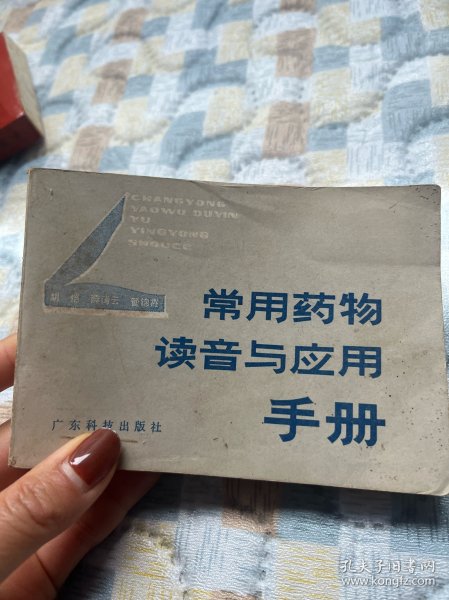 CHANGYONG
YAOWU DUYIN
YU
YINGYONG
SHOUCE
常用药物
读音与应用
手册
广东科技出版社
孔夫子旧书网
www.kongfz.com